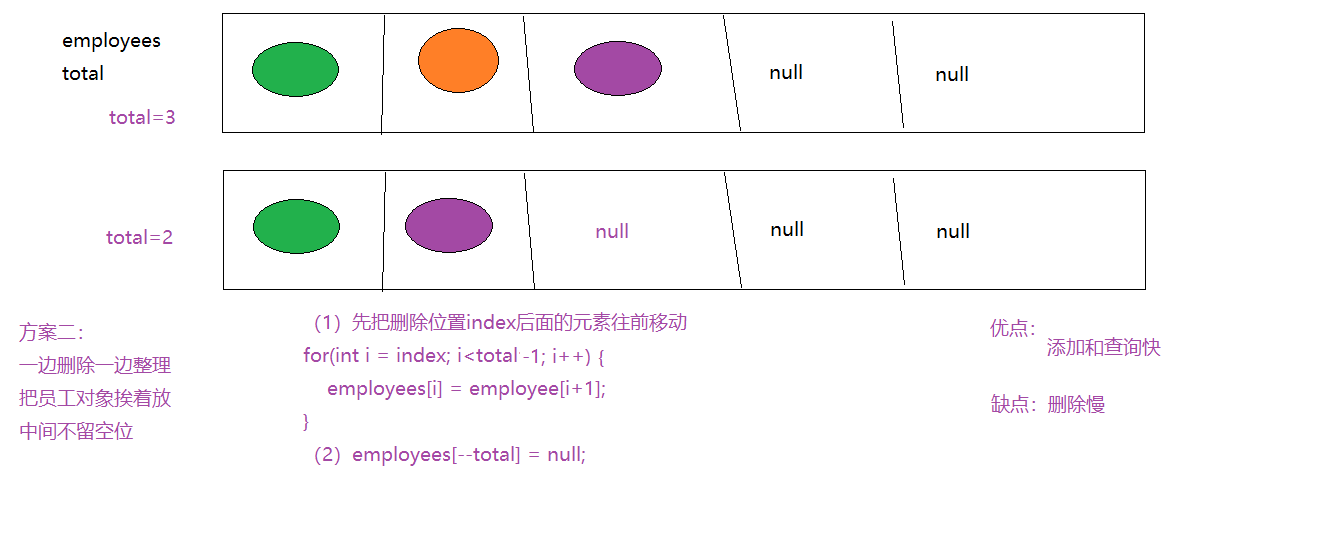 employees
total
total=3
null
null
total=2
null
null
null
方案二：
一边删除一边整理
把员工对象挨着放
中间不留空位
（1）先把删除位置index后面的元素往前移动
for(int i = index; i<total -1; i++) {
employees[i] = employee[i+1];
}
（2）employees[--total] = null;
优点：
添加和查询快
缺点：删除慢